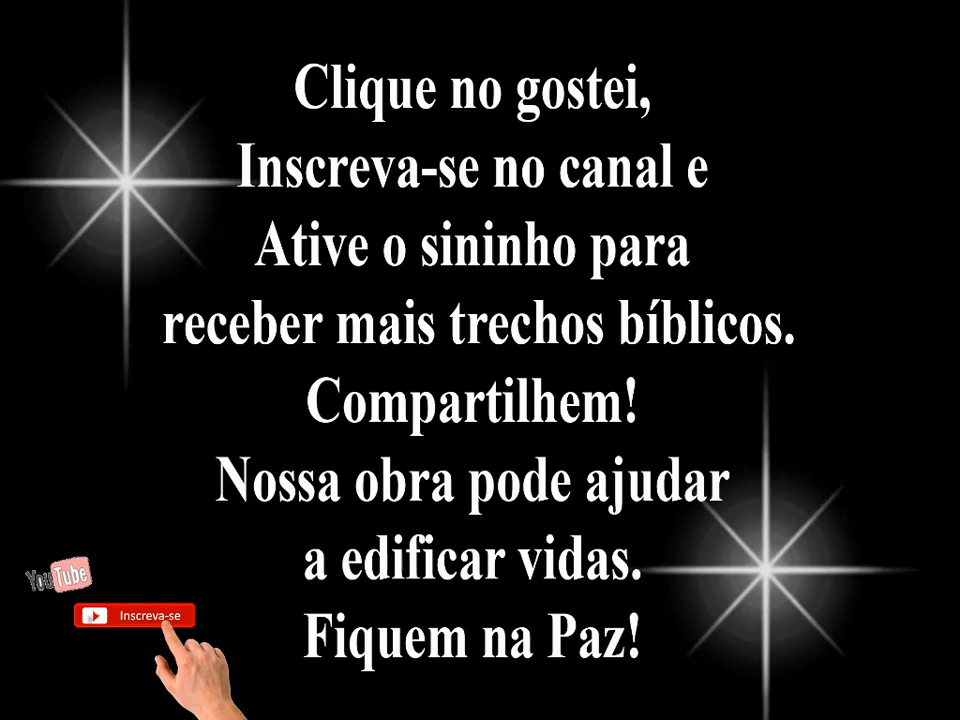 Clique no gostei,
Inscreva-se no canal e
Ative o sininho para
receber mais trechos bíblicos.
Compartilhem!
Nossa obra pode ajudar
a edificar vidas.
Fiquem na Paz!
YouTube
Inscreva-se